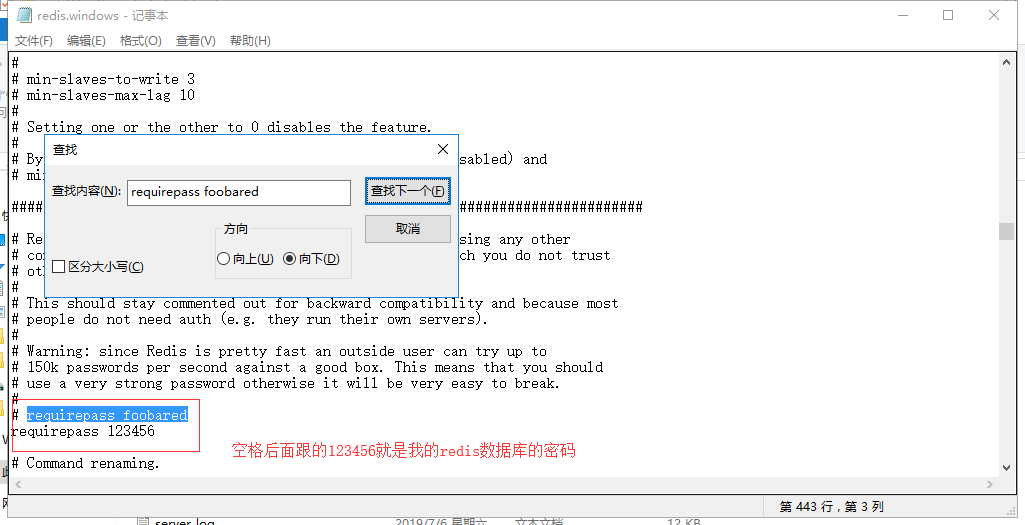 redis.windows - 记事本
文件(F) 编辑(E) 格式(O) 查看(V) 帮助(H)
#
# min-slaves-to-write 3
# min-slaves-max-lag 10
#
# Setting one or the other to 0 disables the feature.
#
查找
# By sabled) and
# mi
查找内容(N): requirepass foobared 查找下一个(F)
取消
方向
向上(U) 向下(D)
区分大小写(C)
#### #######################
# Re sing any other
# co ch you do not trust
# oth
#
# This should stay commented out for backward compatibility and because most
# people do not need auth (e.g. they run their own servers).
#
# Warning: since Redis is pretty fast an outside user can try up to
# 150k passwords per second against a good box. This means that you should
# use a very strong password otherwise it will be very easy to break.
#
# requirepass foobared
requirepass 123456
空格后面跟的123456就是我的redis数据库的密码
# Command renaming.
第 443 行，第 3 列
server_log 2019/7/6 星期六 文本文档 12 KB